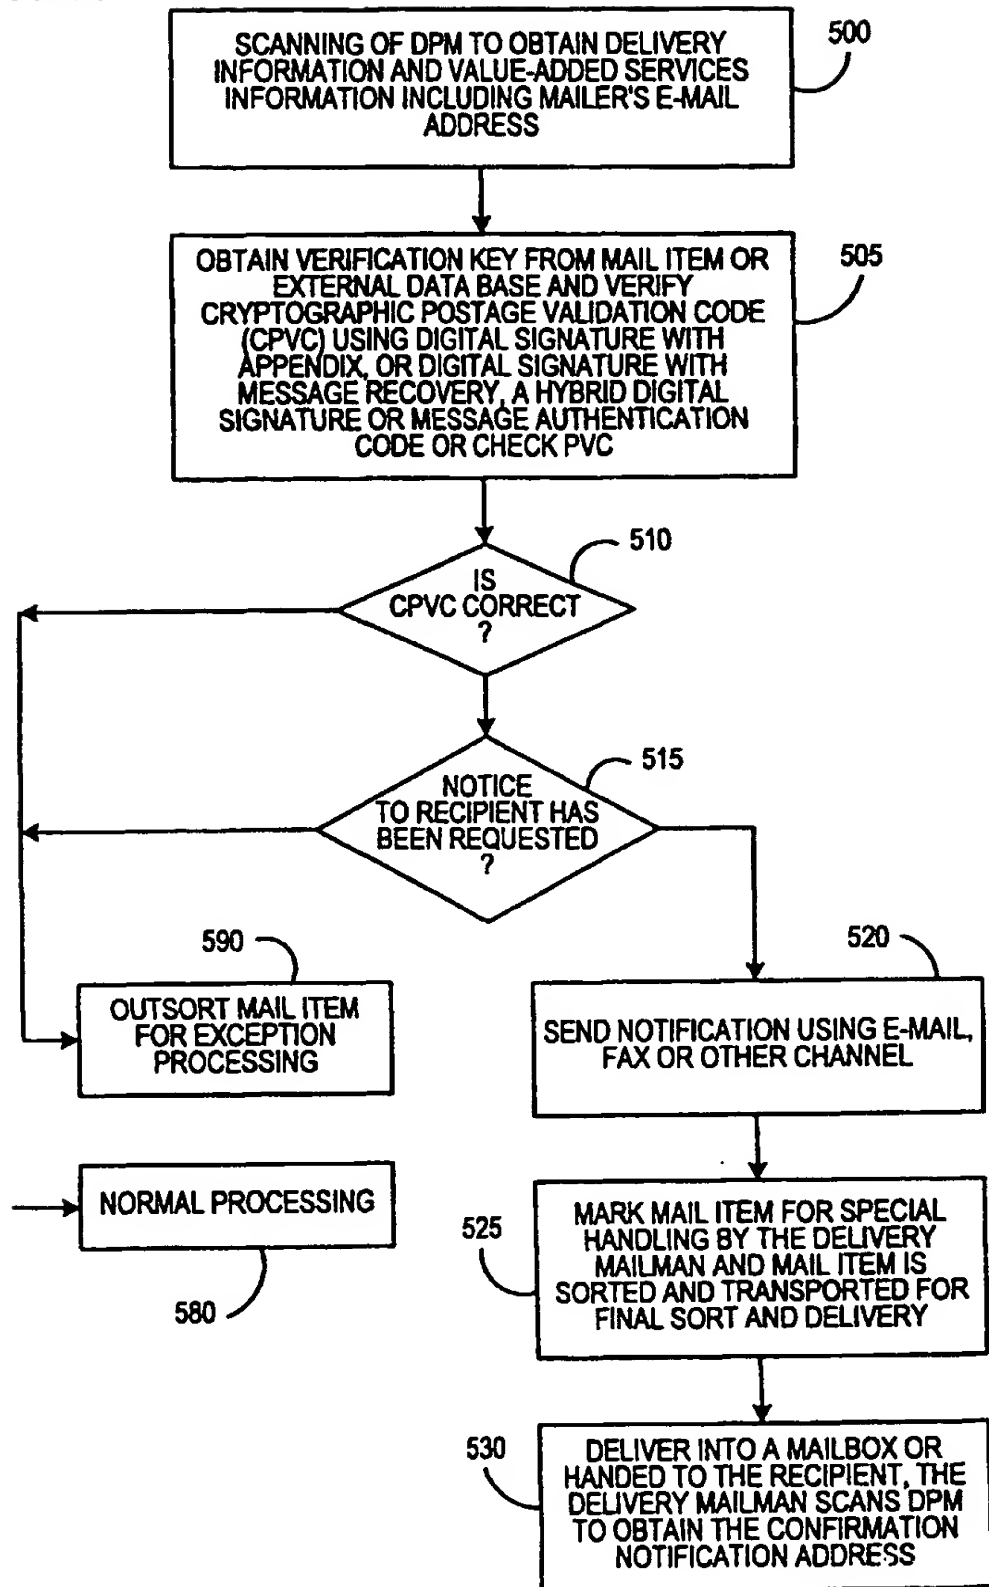 SCANNING OF DPM TO OBTAIN DELIVERY
INFORMATION AND VALUE-ADDED SERVICES
INFORMATION INCLUDING MAILER'S E-MAIL
ADDRESS
500
OBTAIN VERIFICATION KEY FROM MAIL ITEM OR
EXTERNAL DATA BASE AND VERIFY
CRYPTOGRAPHIC POSTAGE VALIDATION CODE
(CPVC) USING DIGITAL SIGNATURE WITH
APPENDIX, OR DIGITAL SIGNATURE WITH
MESSAGE RECOVERY, A HYBRID DIGITAL
SIGNATURE OR MESSAGE AUTHENTICATION
CODE OR CHECK PVC
505
510
IS
CPVC CORRECT
?
515
NOTICE
TO RECIPIENT HAS
BEEN REQUESTED
?
590
OUTSORT MAIL ITEM
FOR EXCEPTION
PROCESSING
520
SEND NOTIFICATION USING E-MAIL,
FAX OR OTHER CHANNEL
NORMAL PROCESSING
580
525
MARK MAIL ITEM FOR SPECIAL
HANDLING BY THE DELIVERY
MAILMAN AND MAIL ITEM IS
SORTED AND TRANSPORTED FOR
FINAL SORT AND DELIVERY
530
DELIVER INTO A MAILBOX OR
HANDED TO THE RECIPIENT, THE
DELIVERY MAILMAN SCANS DPM
TO OBTAIN THE CONFIRMATION
NOTIFICATION ADDRESS